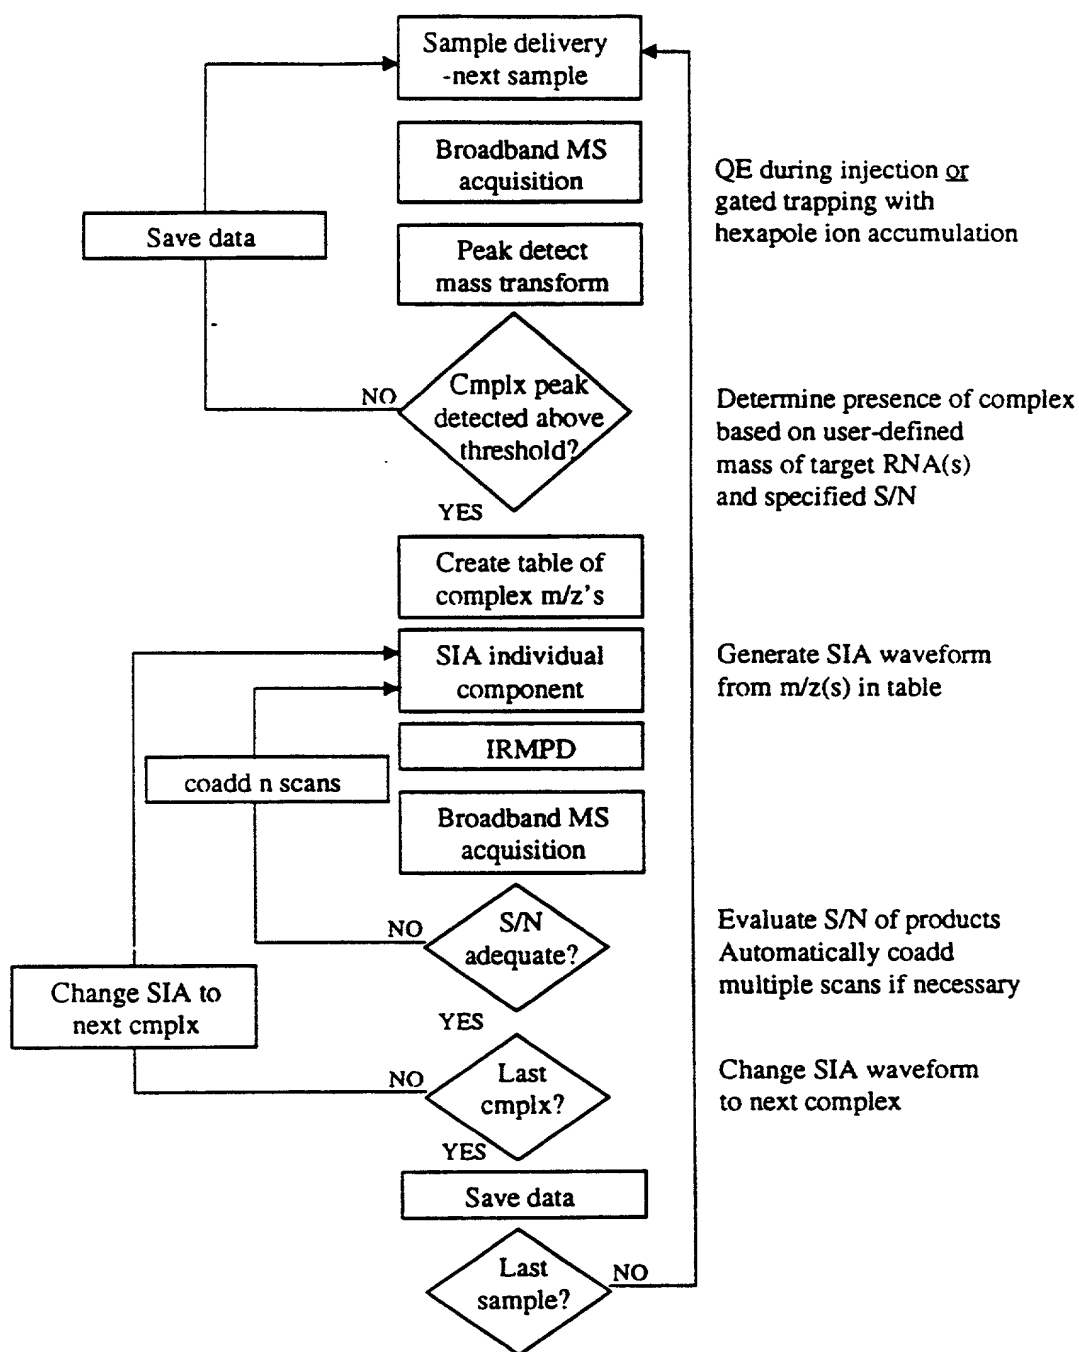 Sample delivery
-next sample
Broadband MS
acquisition
QE during injection or
gated trapping with
hexapole ion accumulation
Save data
Peak detect
mass transform
NO
Cmplx peak
detected above
threshold?
Determine presence of complex
based on user-defined
mass of target RNA(s)
and specified S/N
YES
Create table of
complex m/z's
SIA individual
component
Generate SIA waveform
from m/z(s) in table
IRMPD
coadd n scans
Broadband MS
acquisition
NO
S/N
adequate?
Evaluate S/N of products
Automatically coadd
multiple scans if necessary
Change SIA to
next cmplx
YES
NO
Last
cmplx?
Change SIA waveform
to next complex
YES
Save data
Last
sample?
NO